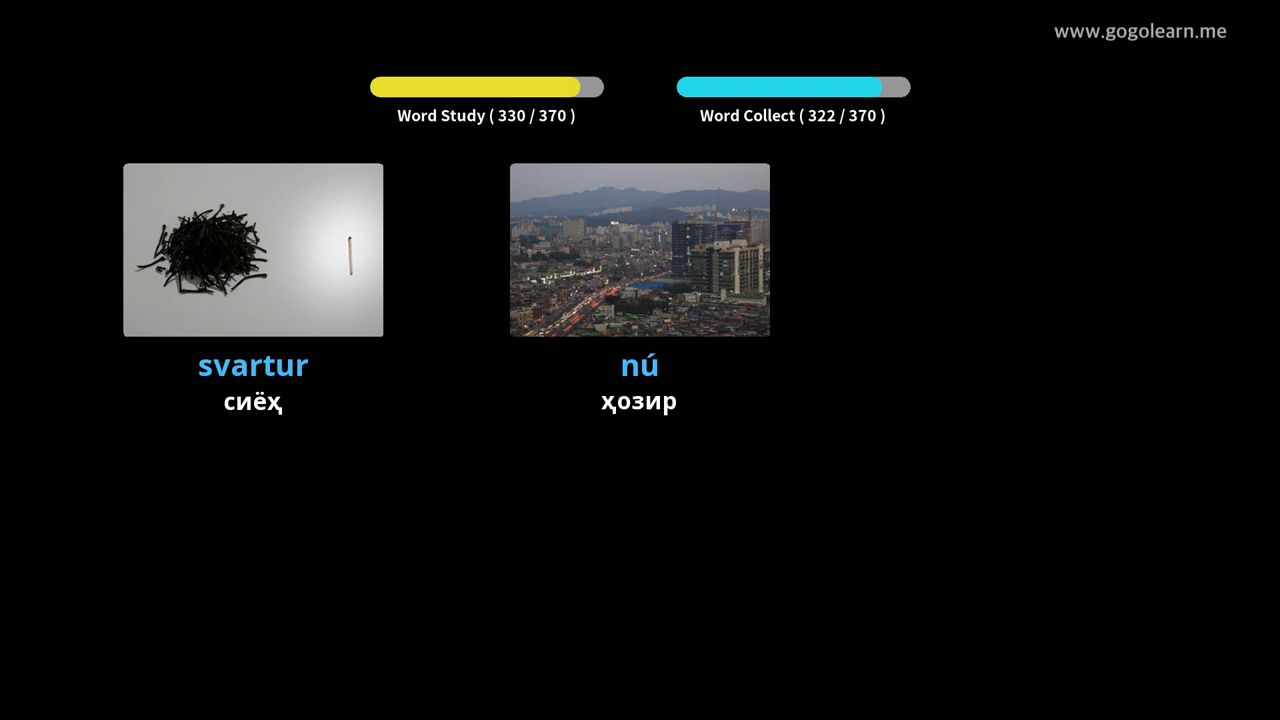 www.gogolearn.me
Word Study ( 330 / 370 )
Word Collect ( 322 / 370 )
svartur
сиёҳ
nú
ҳозир